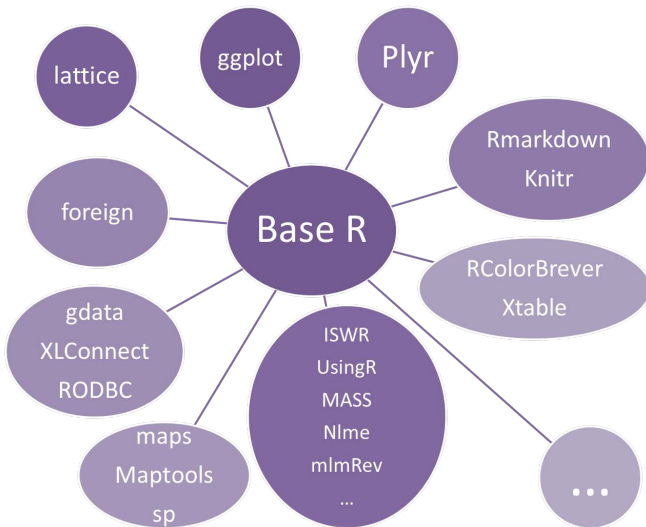 lattice
ggplot
Plyr
Rmarkdown
Knitr
foreign
Base R
RColorBrever
Xtable
gdata
XLConnect
RODBC
ISWR
UsingR
MASS
Nlme
mlmRev
…
maps
Maptools
sp
…